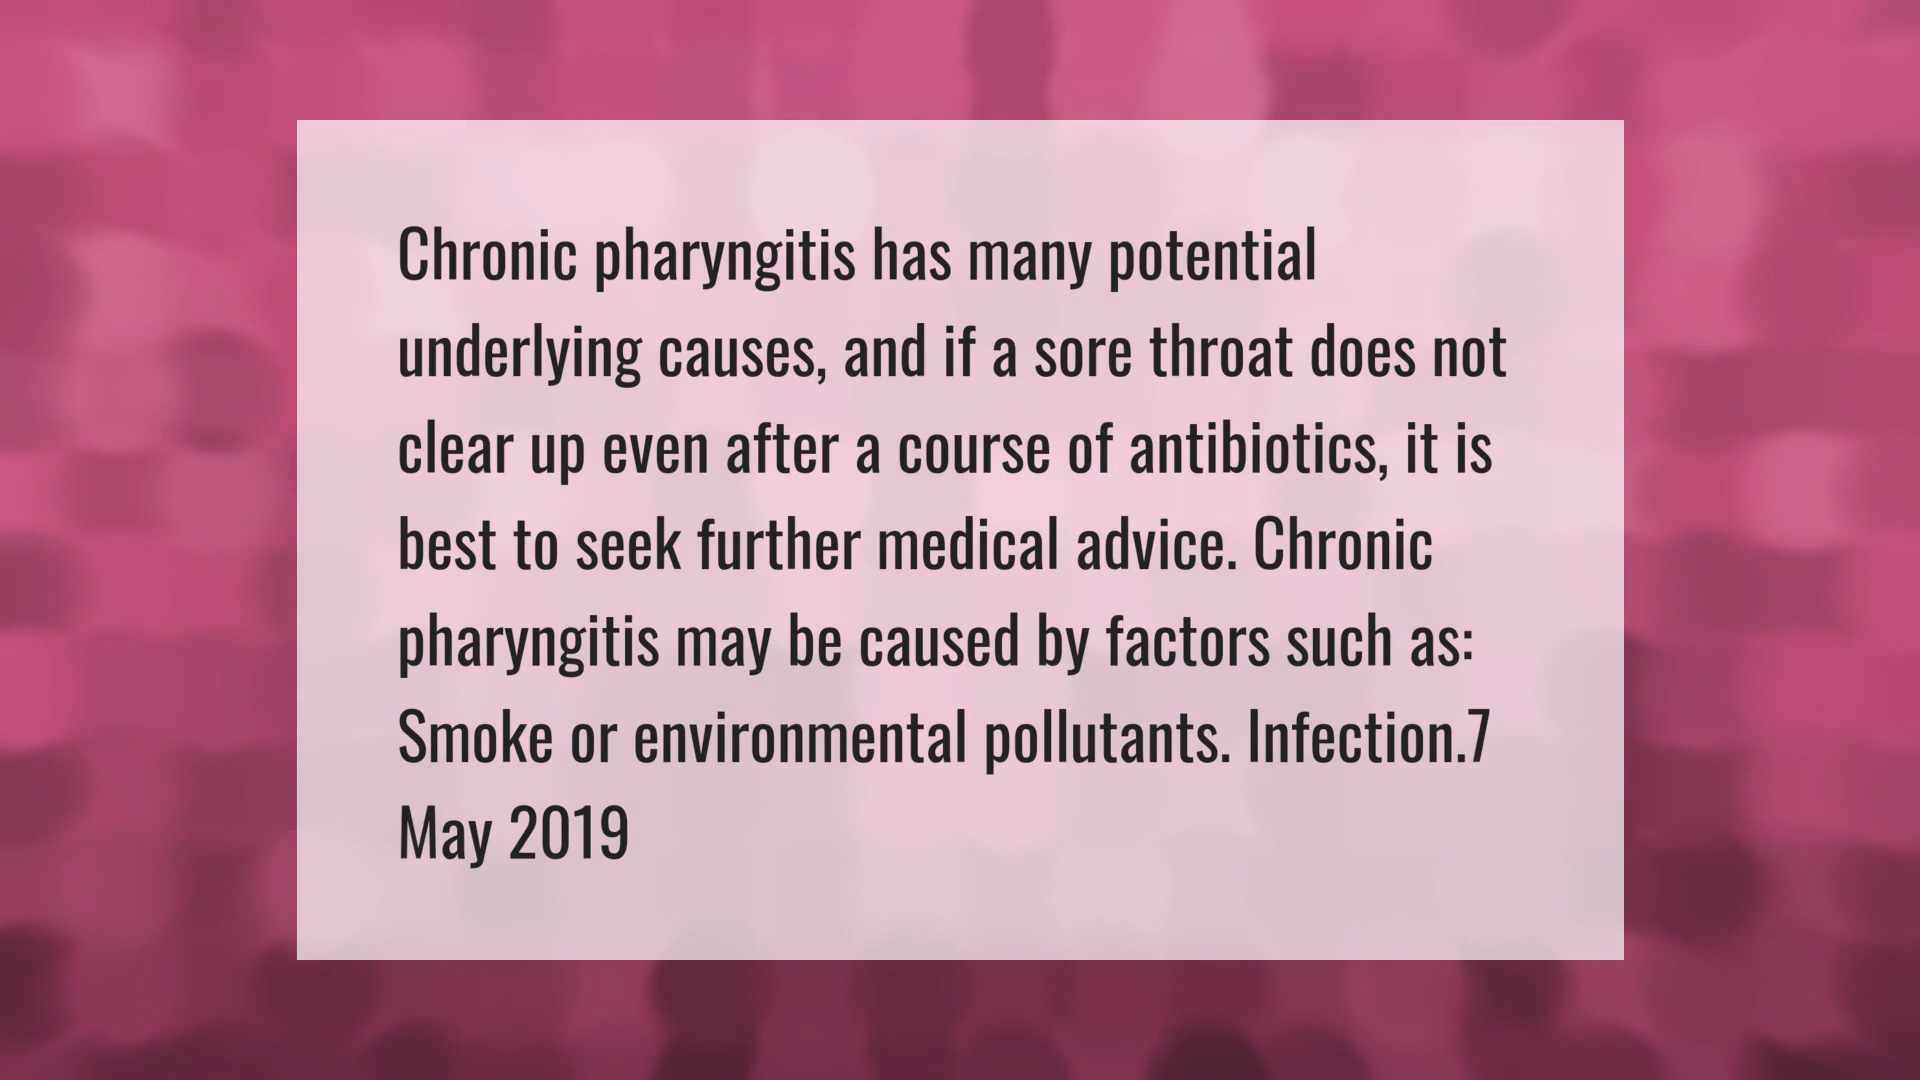 Chronic pharyngitis has many potential
underlying causes, and if a sore throat does not
clear up even after a course of antibiotics, it is
best to seek further medical advice. Chronic
pharyngitis may be caused by factors such as:
Smoke or environmental pollutants. Infection.7
May 2019